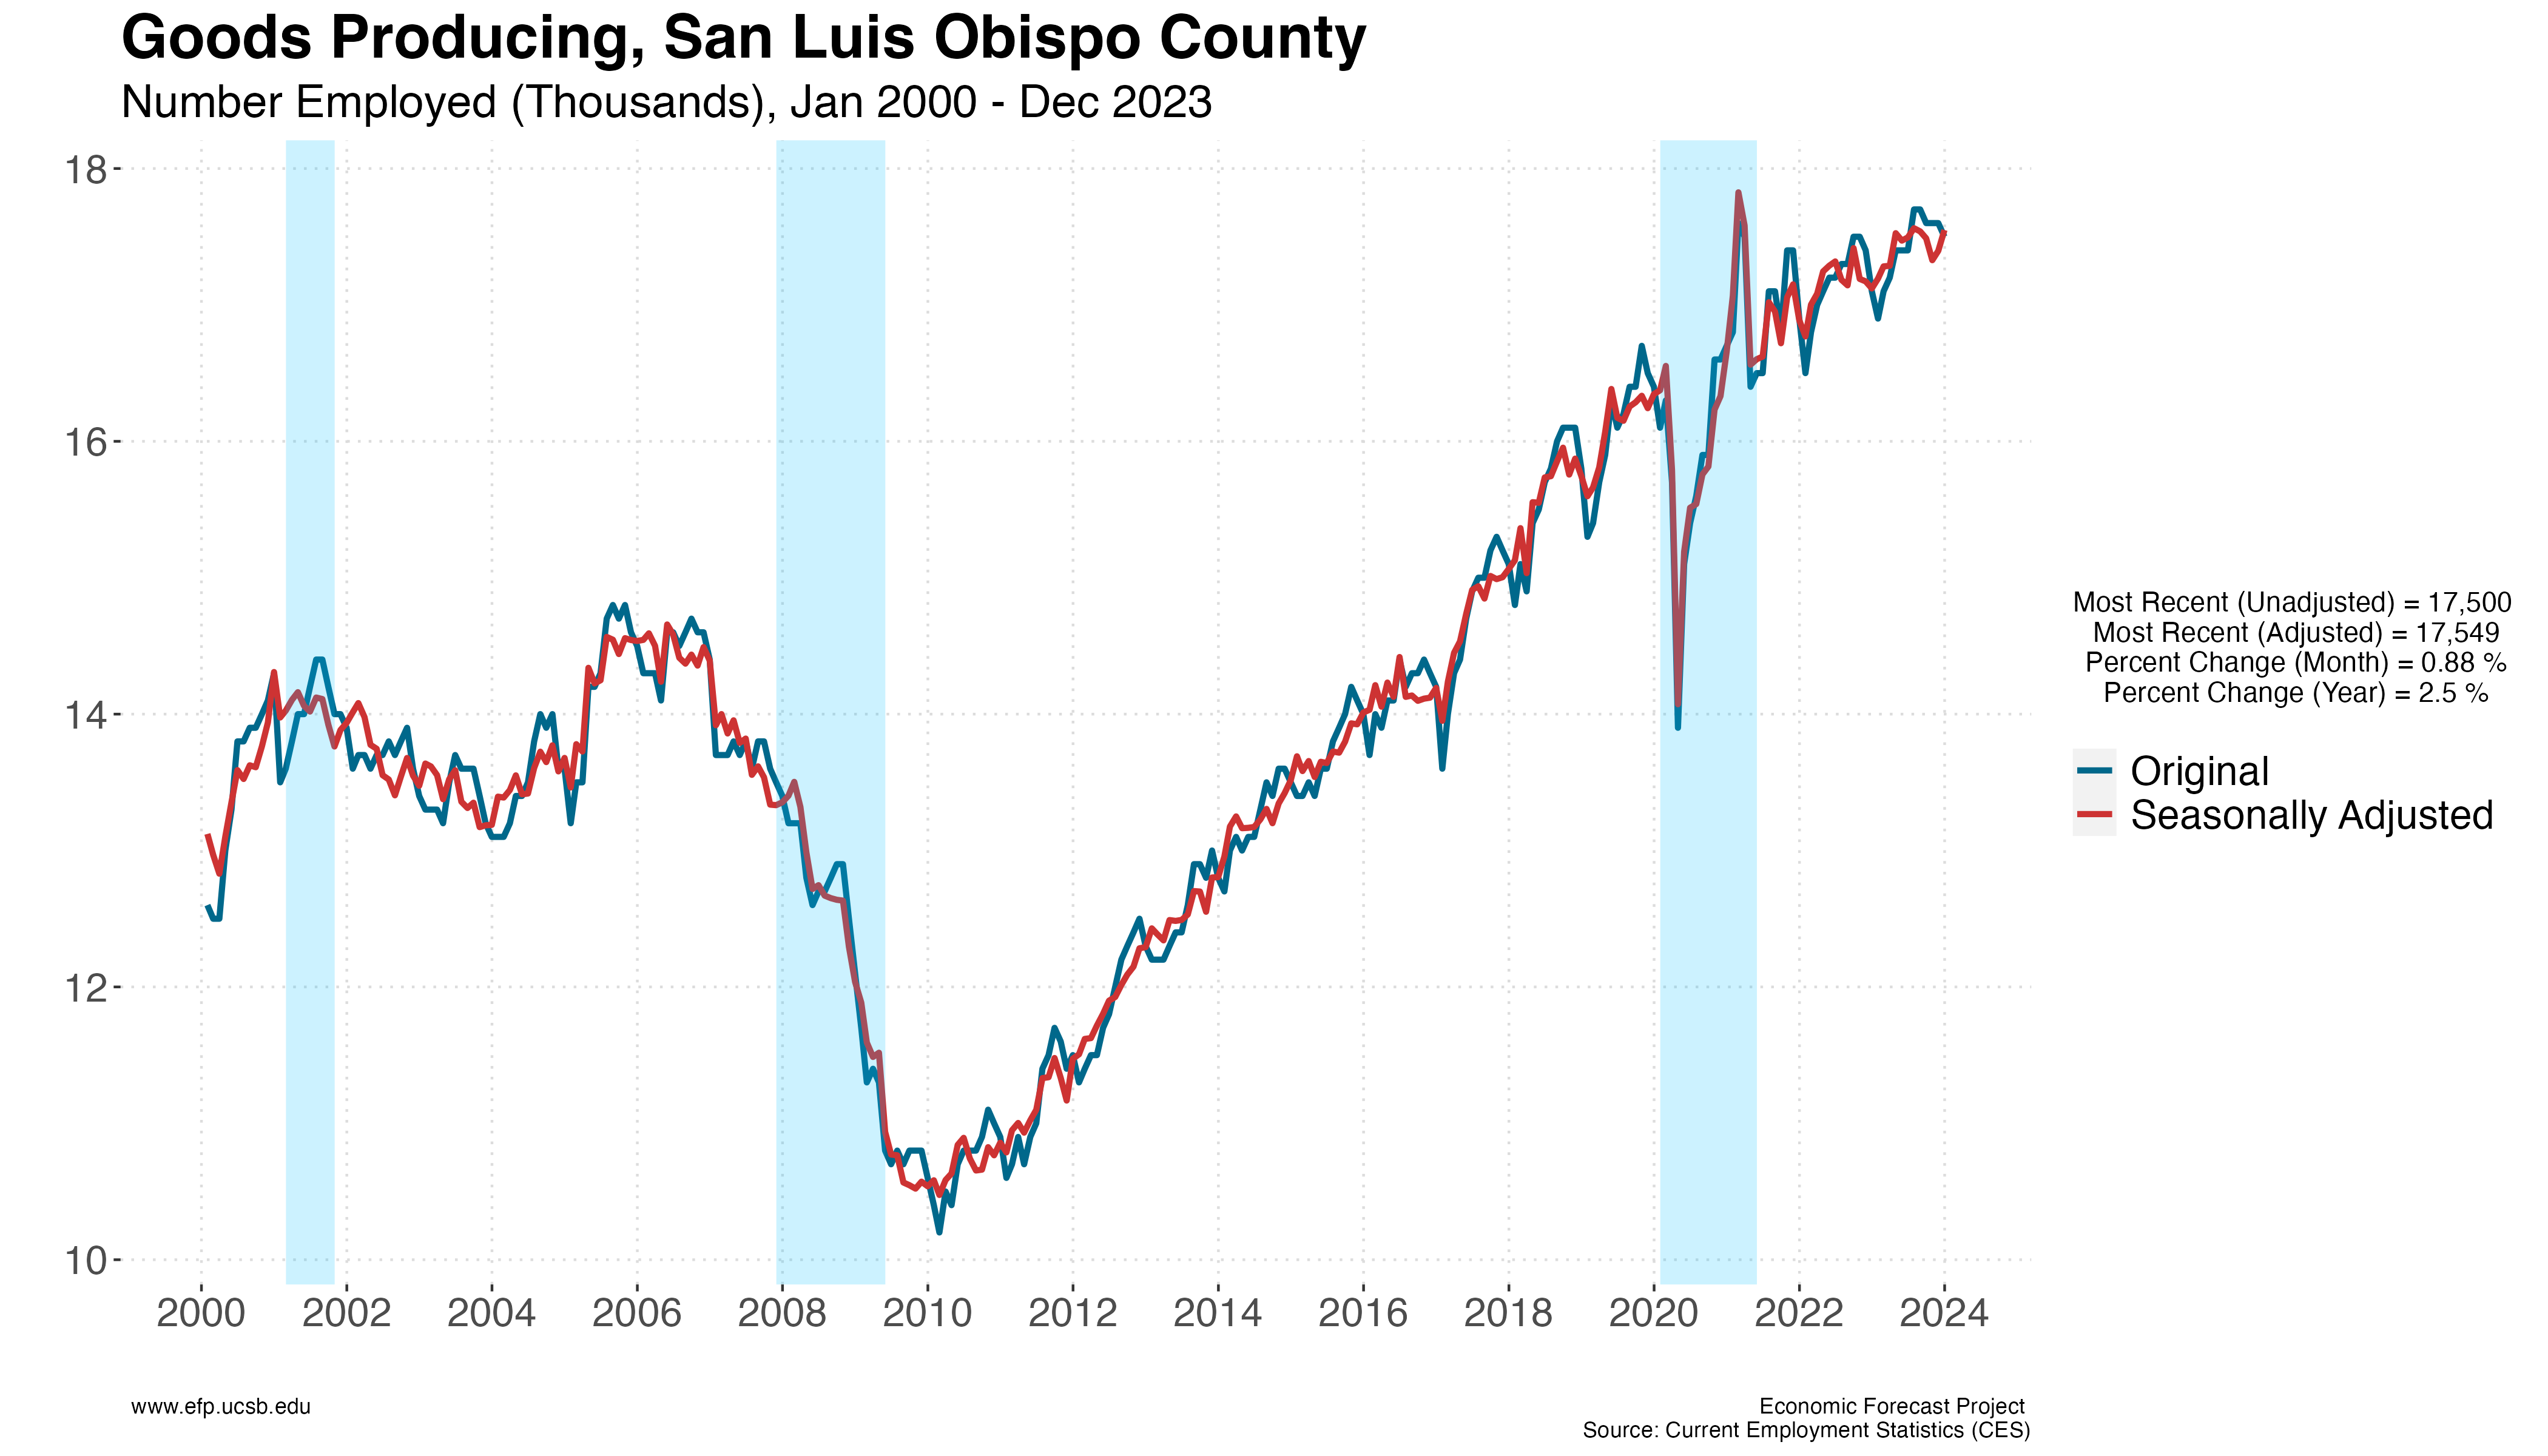 Goods Producing, San Luis Obispo County
Number Employed (Thousands), Jan 2000 - Dec 2023
18
16
14
12
10
2000 2002 2004 2006 2008 2010 2012 2014 2016 2018 2020 2022 2024
Most Recent (Unadjusted) = 17,500
Most Recent (Adjusted) = 17,549
Percent Change (Month) = 0.88 %
Percent Change (Year) = 2.5 %
Original
Seasonally Adjusted
www.efp.ucsb.edu
Economic Forecast Project
Source: Current Employment Statistics (CES)